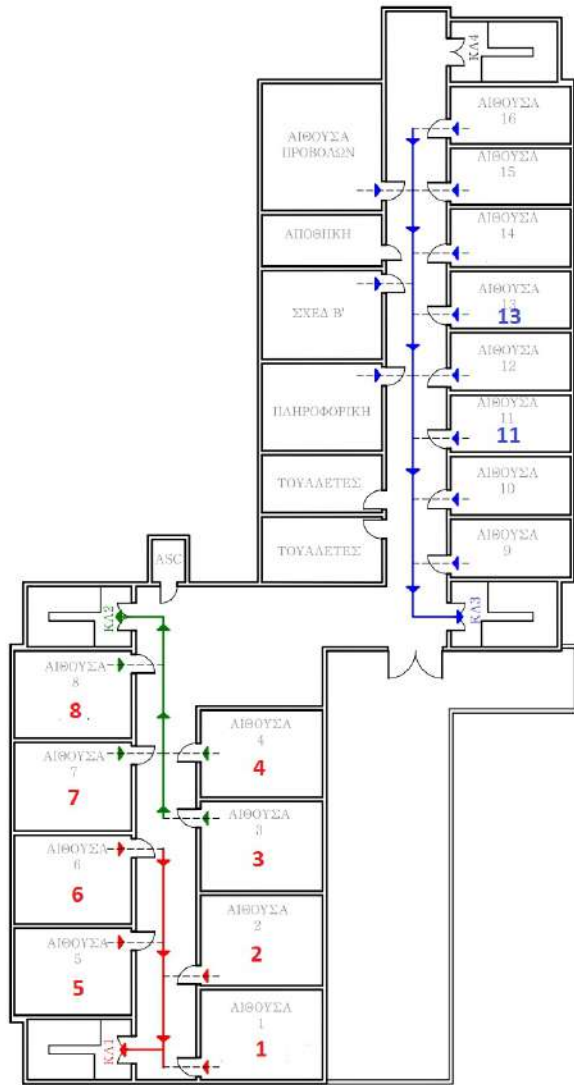 ΚΛ4
ΑΙΘΟΥΣΑ
16
ΑΙΘΟΥΣΑ
ΠΡΟΒΟΛΩΝ
ΑΙΘΟΥΣΑ
15
ΑΠΟΘΗΚΗ
ΑΙΘΟΥΣΑ
14
ΣΧΕΔ Β'
ΑΙΘΟΥΣΑ
13
13
ΑΙΘΟΥΣΑ
12
ΠΛΗΡΟΦΟΡΙΚΗ
ΑΙΘΟΥΣΑ
11
11
ΤΟΥΑΛΕΤΕΣ
ΑΙΘΟΥΣΑ
10
ΤΟΥΑΛΕΤΕΣ
ΑΙΘΟΥΣΑ
9
ASC
ΚΛ2
ΚΛ3
ΑΙΘΟΥΣΑ
8
8
ΑΙΘΟΥΣΑ
4
4
ΑΙΘΟΥΣΑ
7
7
ΑΙΘΟΥΣΑ
3
3
ΑΙΘΟΥΣΑ
6
6
ΑΙΘΟΥΣΑ
2
2
ΑΙΘΟΥΣΑ
5
5
ΑΙΘΟΥΣΑ
1
1
ΚΛ1